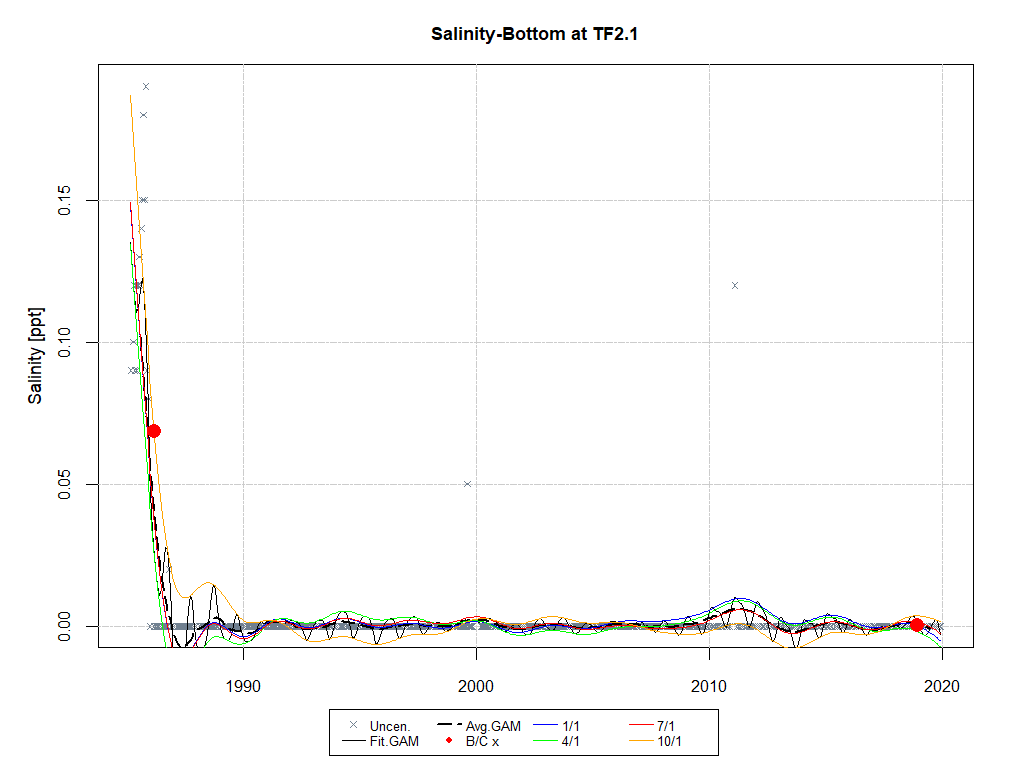 Salinity-Bottom at TF2.1
Salinity [ppt]
0.15
0.10
0.05
0.00
1990 2000 2010 2020
Uncen. Avg.GAM 1/1 7/1
Fit.GAM B/C x 4/1 10/1